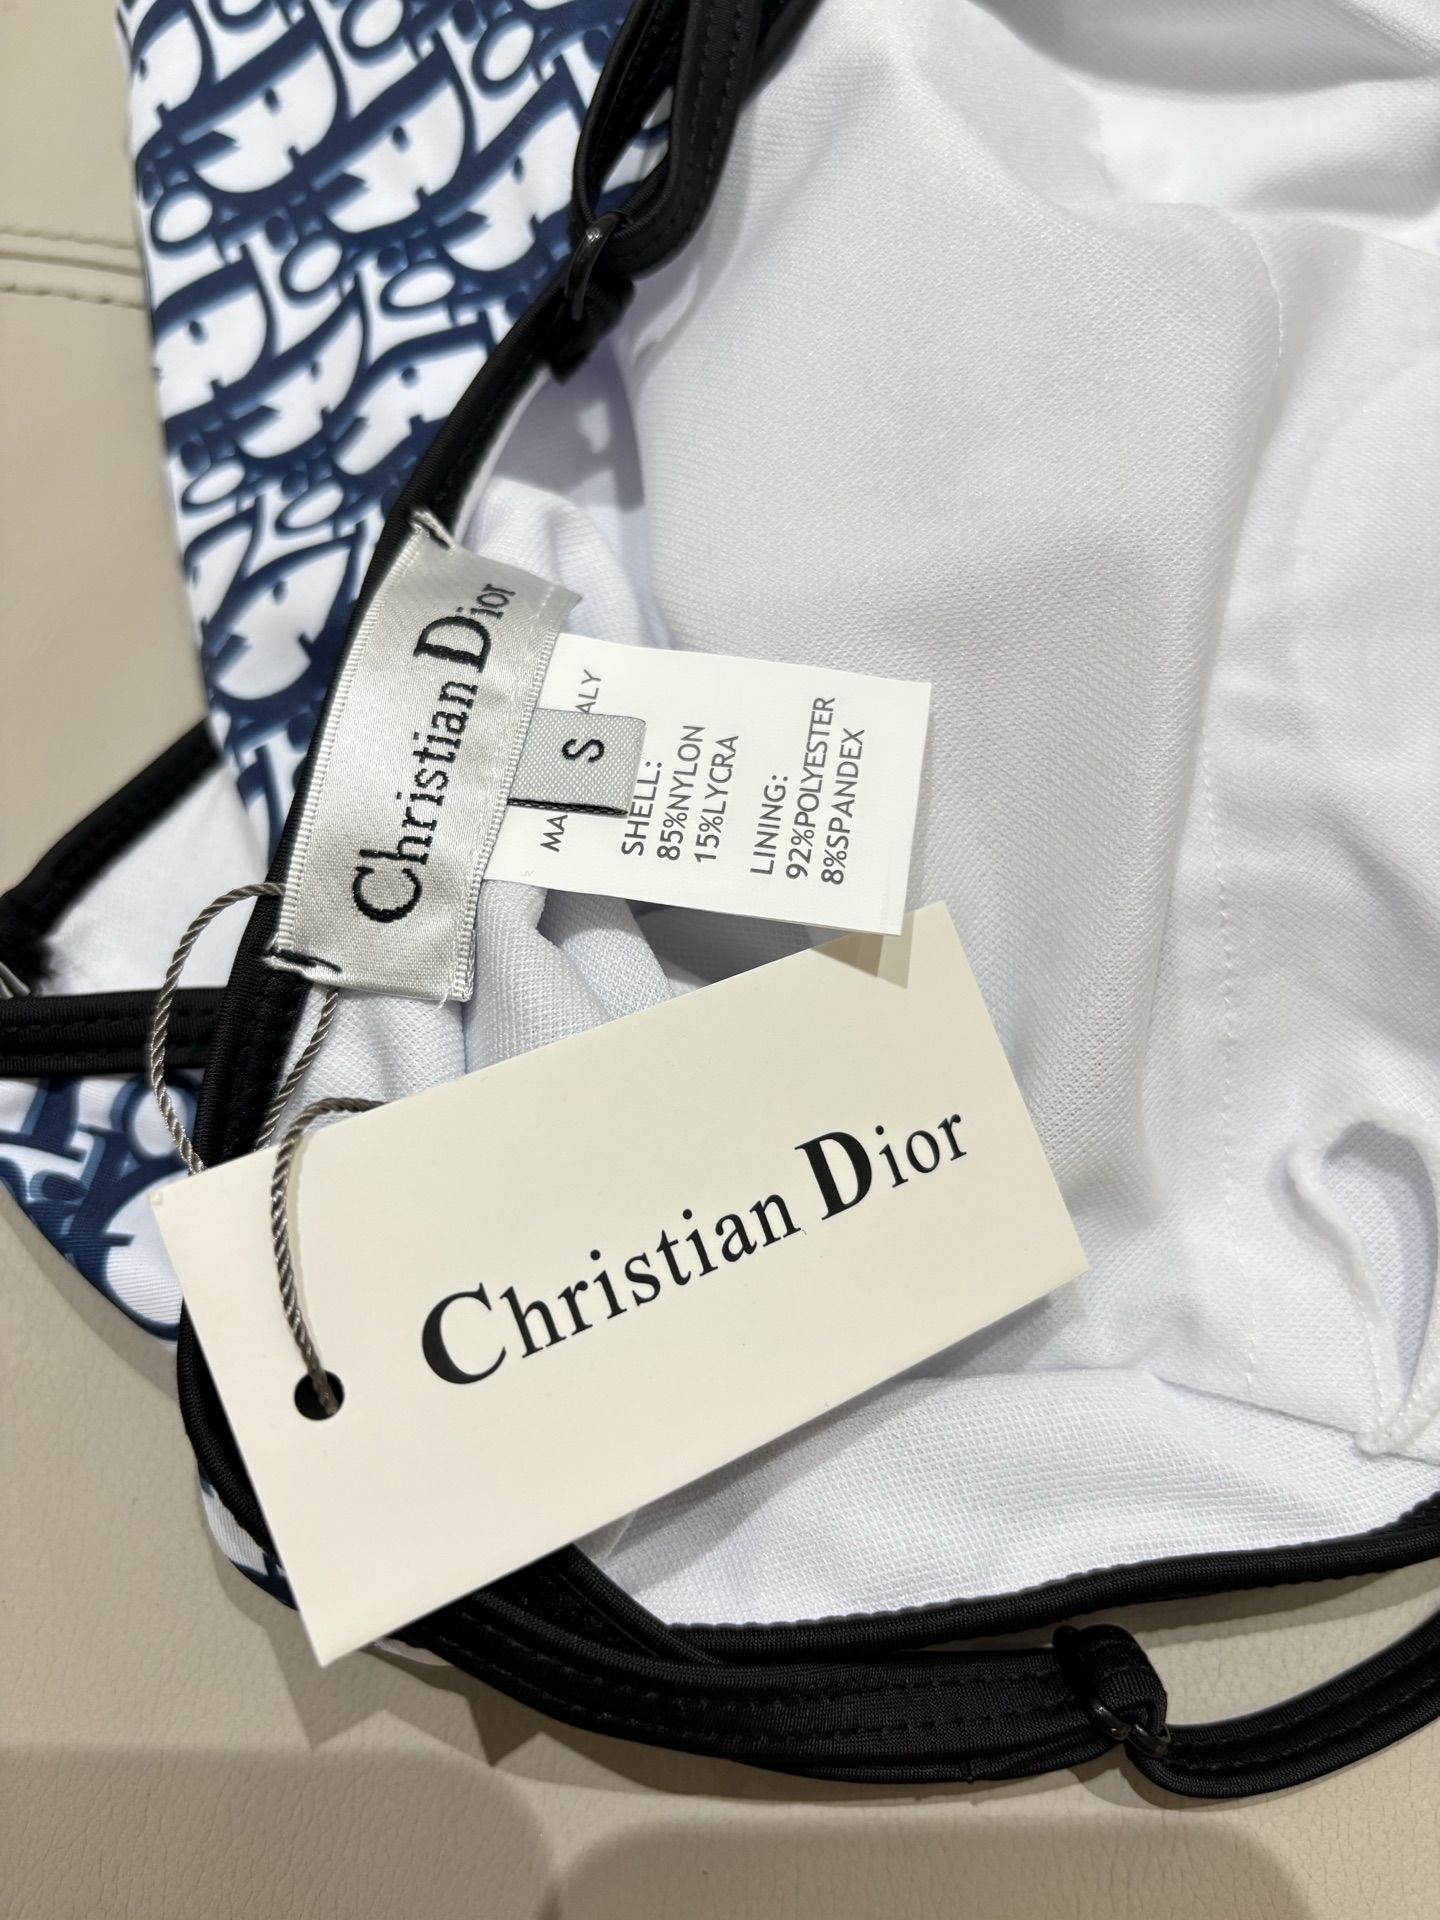 Christian Dior
S
MA
ALY
SHELL:
85%NYLON
15%LYCRA
LINING:
92%POLYESTER
8%SPANDEX
Christian Dior